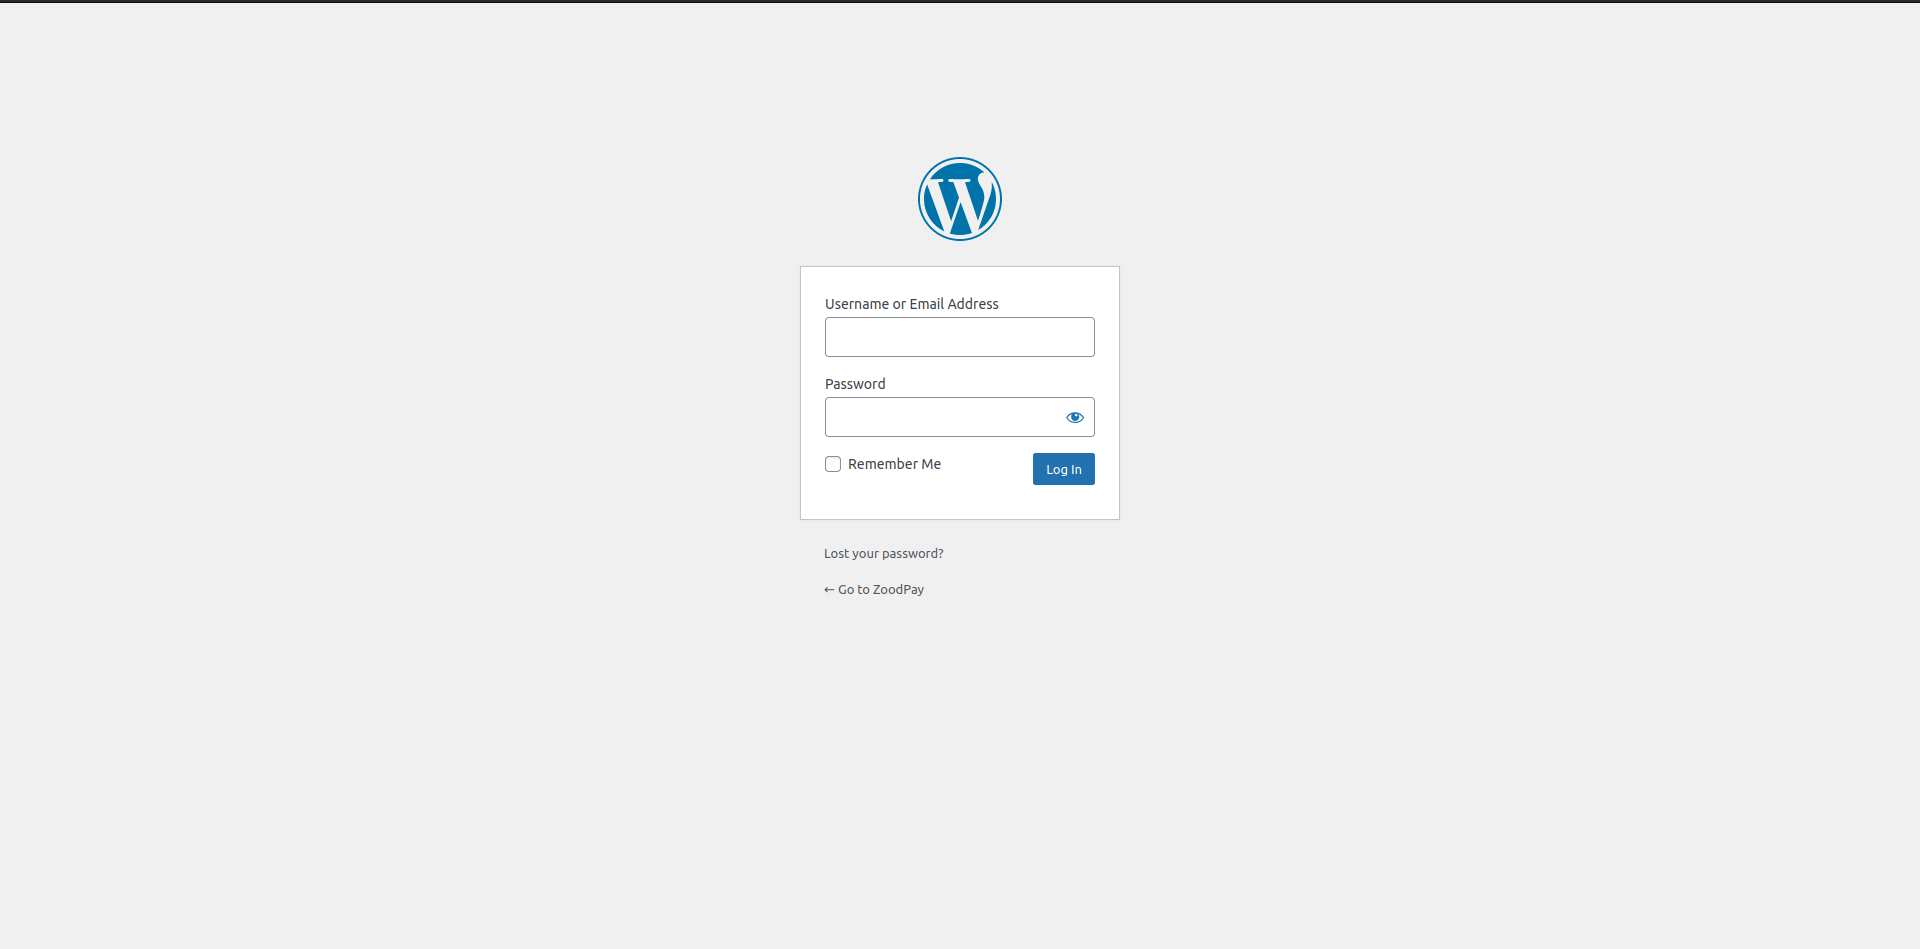 Username or Email Address
Password
Remember Me
Log In
Lost your password?
← Go to ZoodPay